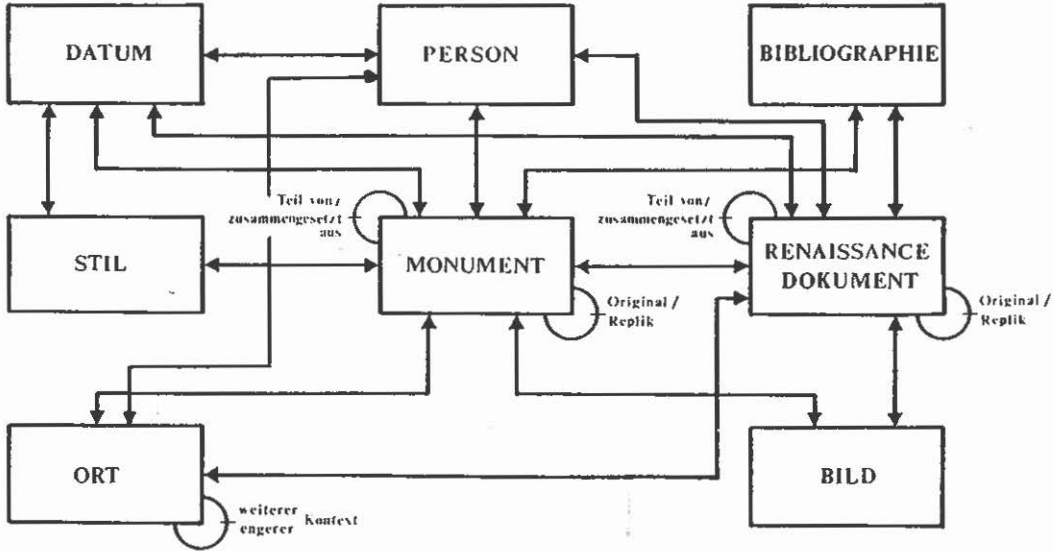 DATUM
PERSON
BIBLIOGRAPHIE
Teil von/
zusammengesetzt
aus
Teil von/
zusammengesetzt
aus
STIL
MONUMENT
RENAISSANCE
DOKUMENT
Original /
Replik
Original /
Replik
ORT
BILD
weiterer
engerer Kontext